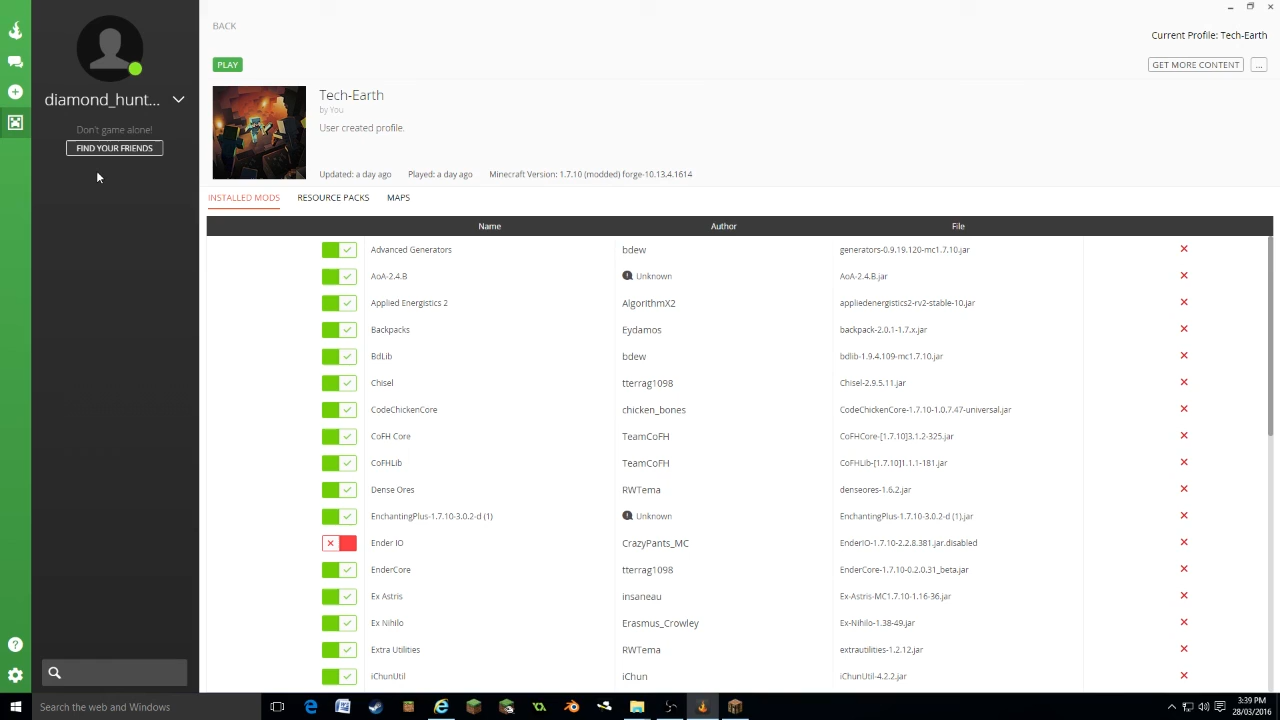 BACK
Current Profile: Tech-Earth
PLAY
GET MORE CONTENT
...
diamond_hunt...
Don't game alone!
FIND YOUR FRIENDS
Tech-Earth
by You
User created profile.
Updated: a day ago Played: a day ago Minecraft Version: 1.7.10 (modded) forge-10.13.4.1614
INSTALLED MODS RESOURCE PACKS MAPS
Name Author File
Advanced Generators bdew generators-0.9.19.120-mc1.7.10.jar
AoA-2.4.B Unknown AoA-2.4.B.jar
Applied Energistics 2 AlgorithmX2 appliedenergistics2-rv2-stable-10.jar
Backpacks Eydamos backpack-2.0.1-1.7.x.jar
BdLib bdew bdlib-1.9.4.109-mc1.7.10.jar
Chisel tterrag1098 Chisel-2.9.5.11.jar
CodeChickenCore chicken_bones CodeChickenCore-1.7.10-1.0.7.47-universal.jar
CoFH Core TeamCoFH CoFHCore-[1.7.10]3.1.2-325.jar
CoFHLib TeamCoFH CoFHLib-[1.7.10]1.1.1-181.jar
Dense Ores RWTema denseores-1.6.2.jar
EnchantingPlus-1.7.10-3.0.2-d (1) Unknown EnchantingPlus-1.7.10-3.0.2-d (1).jar
Ender IO CrazyPants_MC EnderIO-1.7.10-2.2.8.381.jar.disabled
EnderCore tterrag1098 EnderCore-1.7.10-0.2.0.31_beta.jar
Ex Astris insaneau Ex-Astris-MC1.7.10-1.16-36.jar
Ex Nihilo Erasmus_Crowley Ex-Nihilo-1.38-49.jar
Extra Utilities RWTema extrautilities-1.2.12.jar
iChunUtil iChun iChunUtil-4.2.2.jar
Search the web and Windows
3:39 PM
28/03/2016